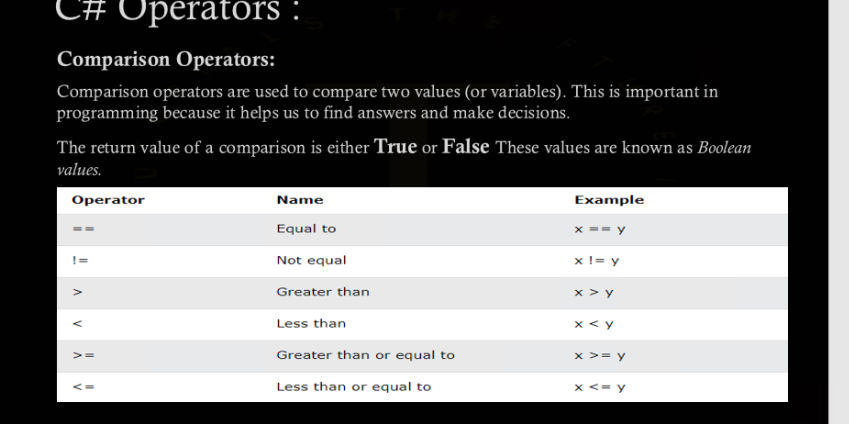 C# Operators :
Comparison Operators:
Comparison operators are used to compare two values (or variables). This is important in
programming because it helps us to find answers and make decisions.
The return value of a comparison is either True or False These values are known as Boolean
values.
Operator Name Example
== Equal to x == y
!= Not equal x != y
> Greater than x > y
< Less than x < y
>= Greater than or equal to x >= y
<= Less than or equal to x <= y